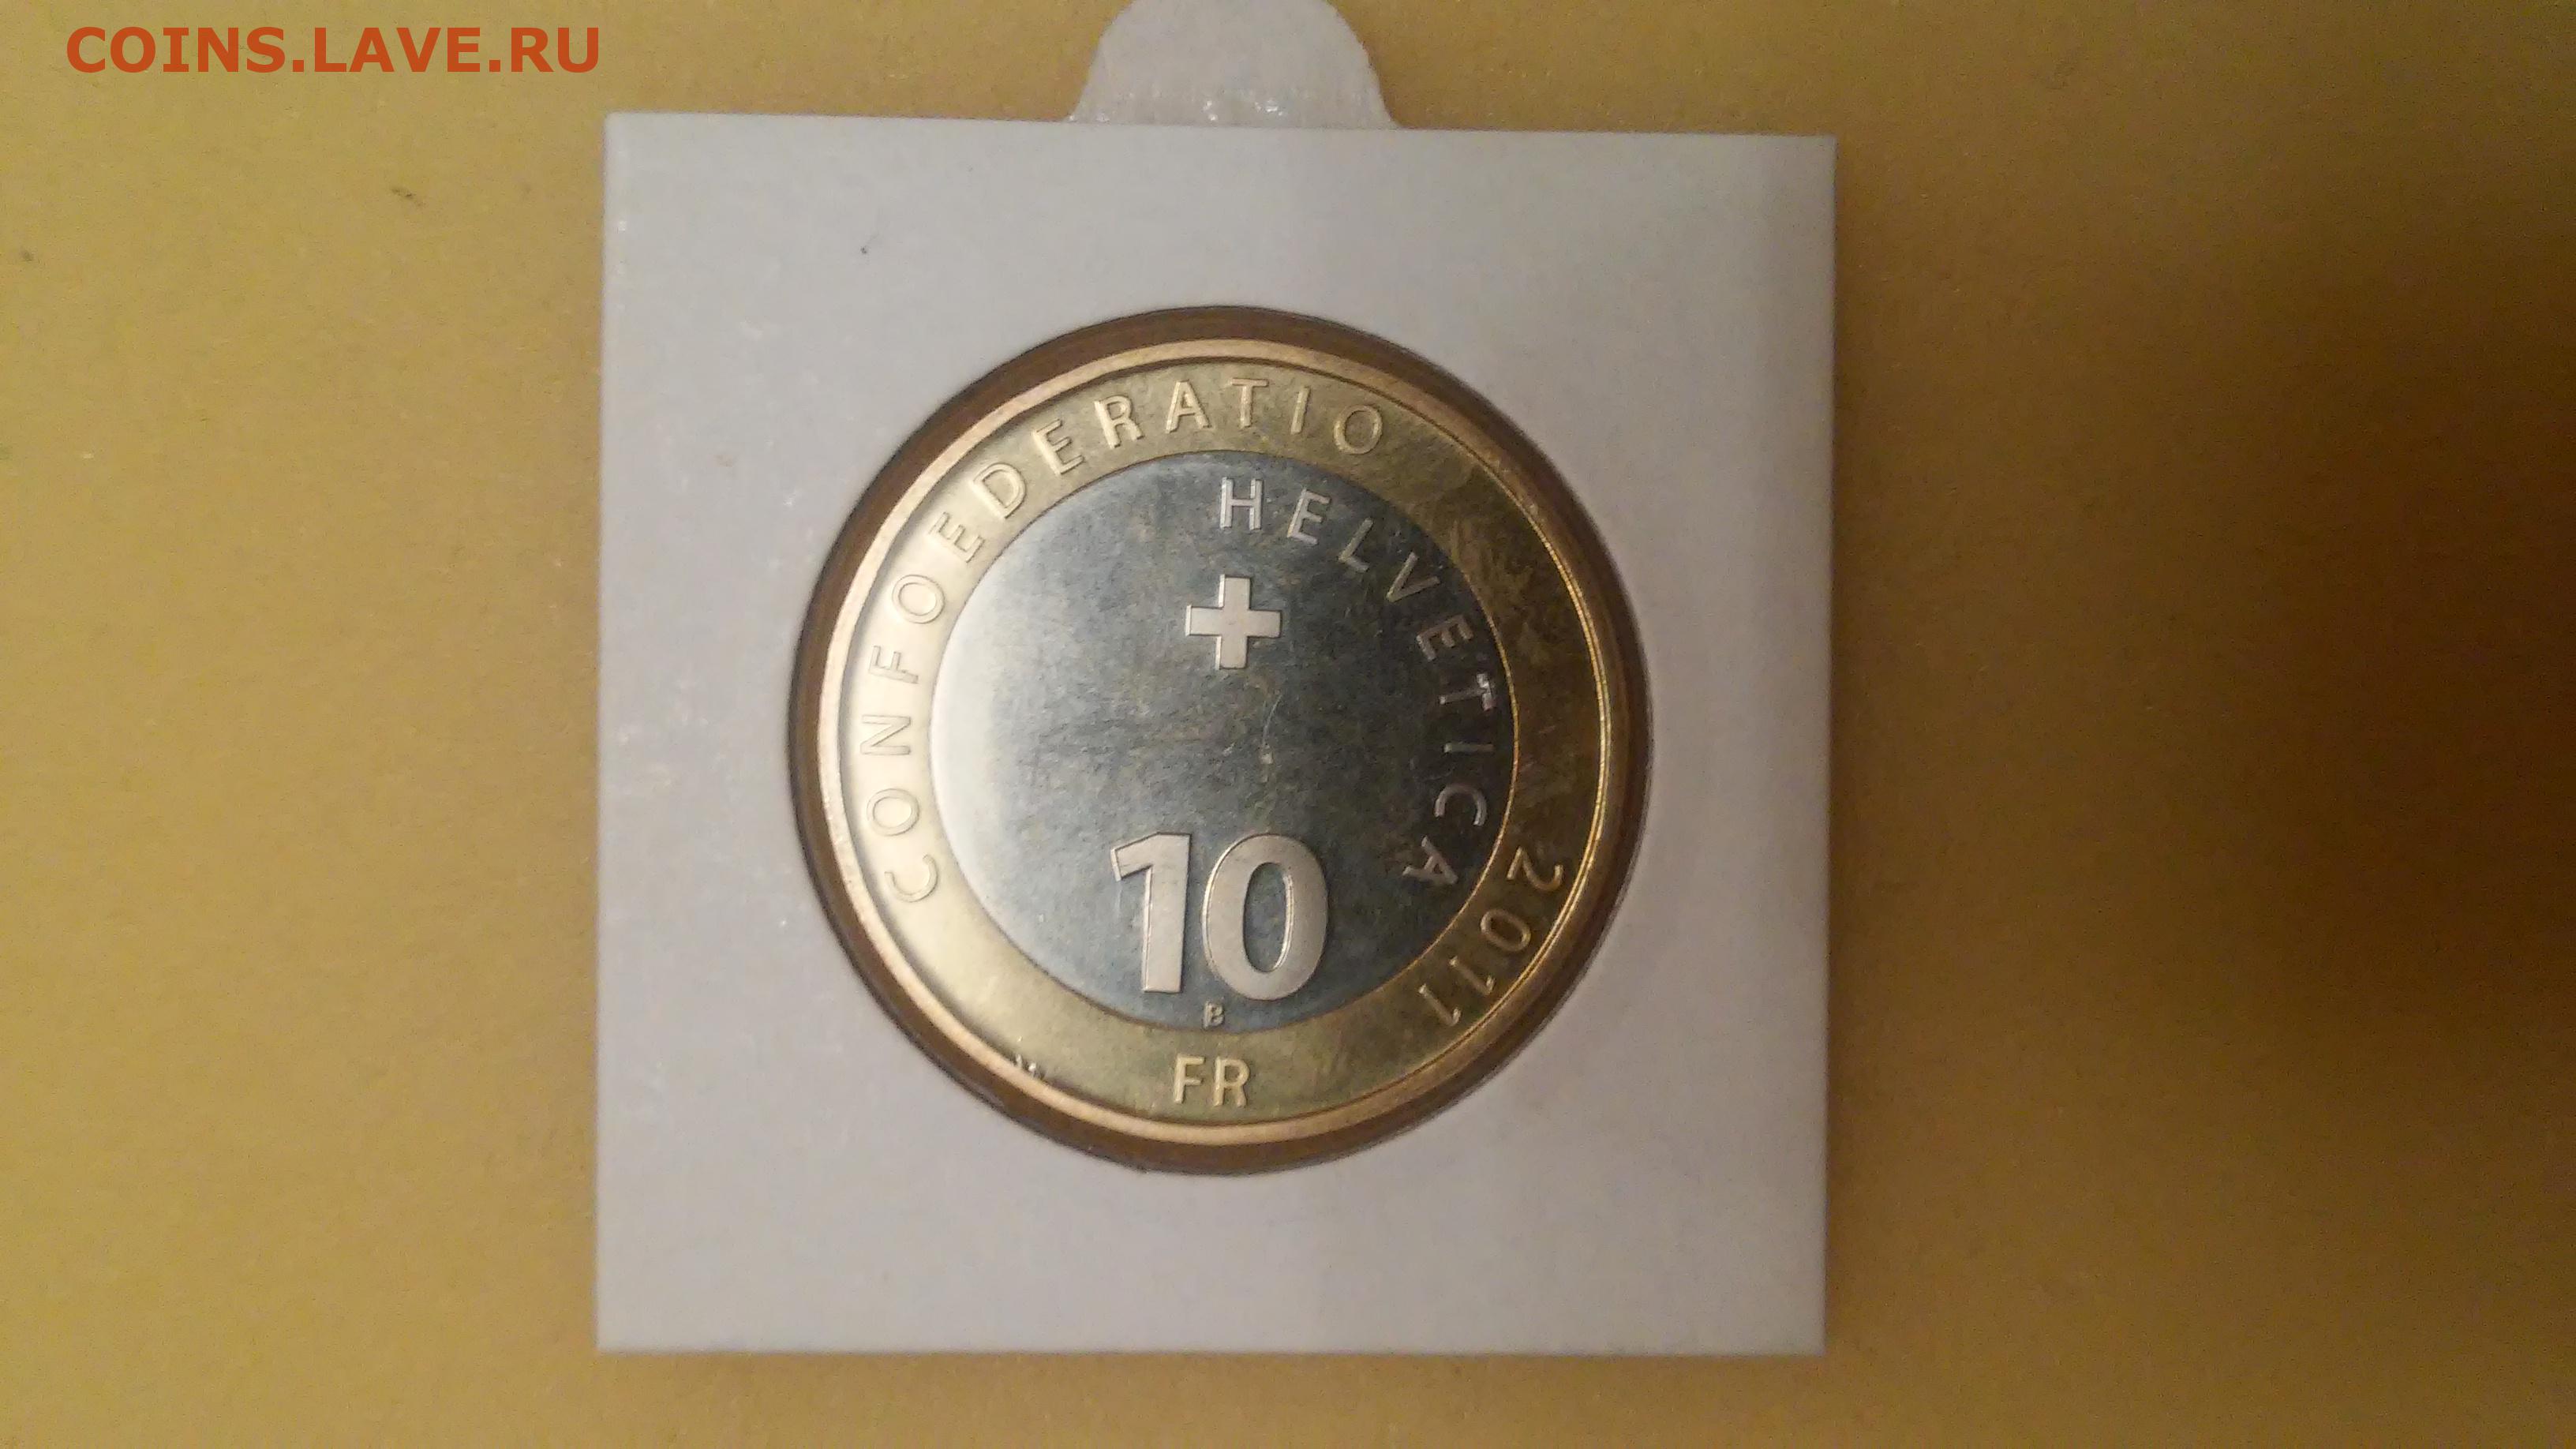 COINS.LAVE.RU
CONFOEDERATIO
HELVETICA
2011
10
B
FR